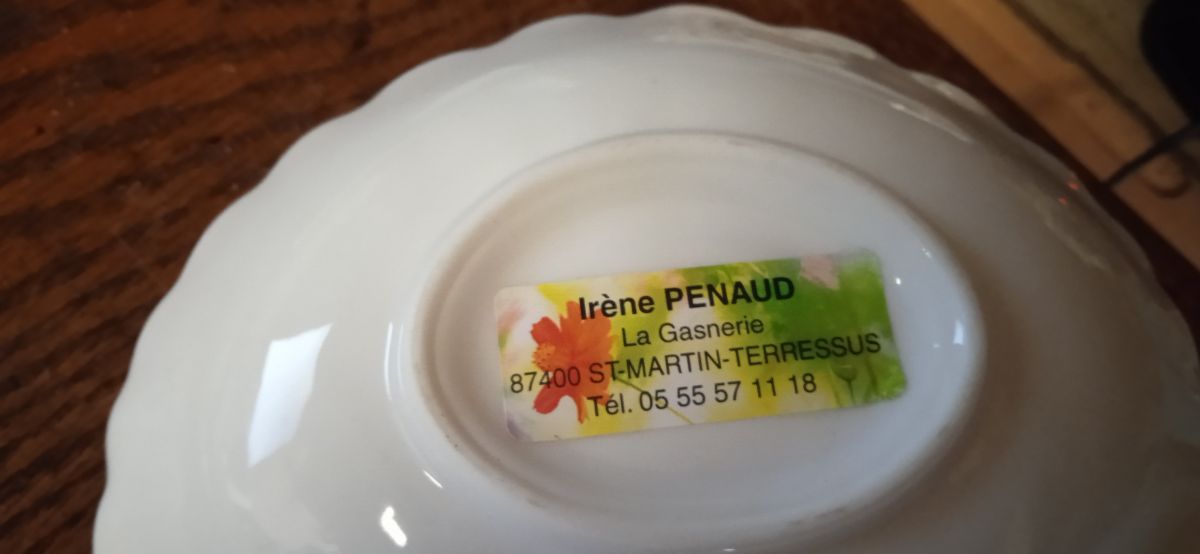 Irène PENAUD
La Gasnerie
87400 ST-MARTIN-TERRESSUS
Tél. 05 55 57 11 18